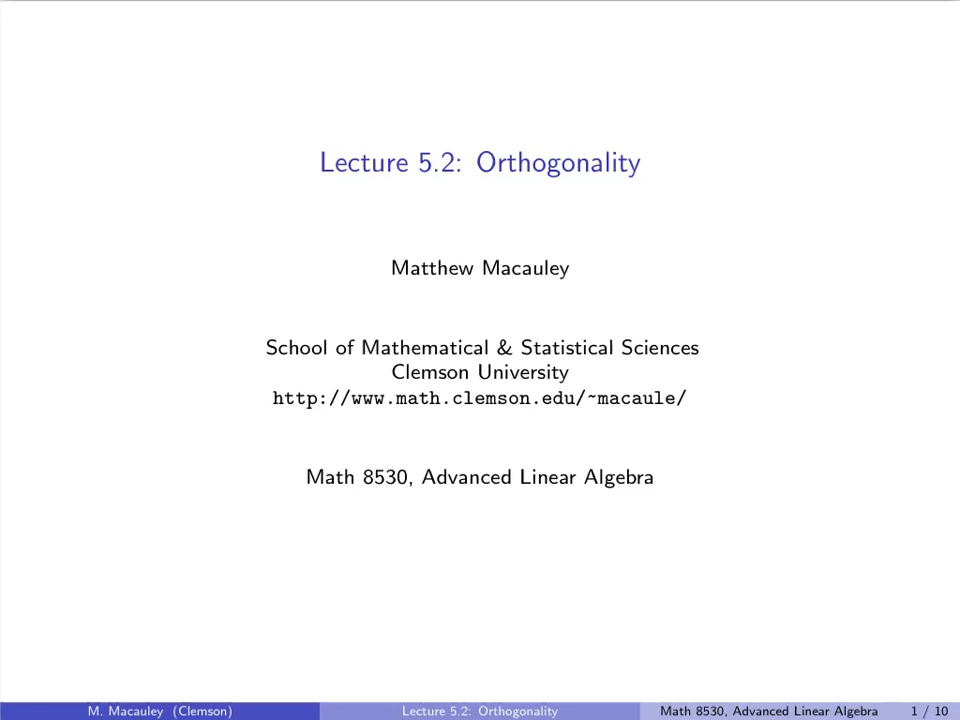 Lecture 5.2: Orthogonality
Matthew Macauley
School of Mathematical & Statistical Sciences
Clemson University
http://www.math.clemson.edu/~macaule/
Math 8530, Advanced Linear Algebra
M. Macauley (Clemson) Lecture 5.2: Orthogonality Math 8530, Advanced Linear Algebra 1 / 10